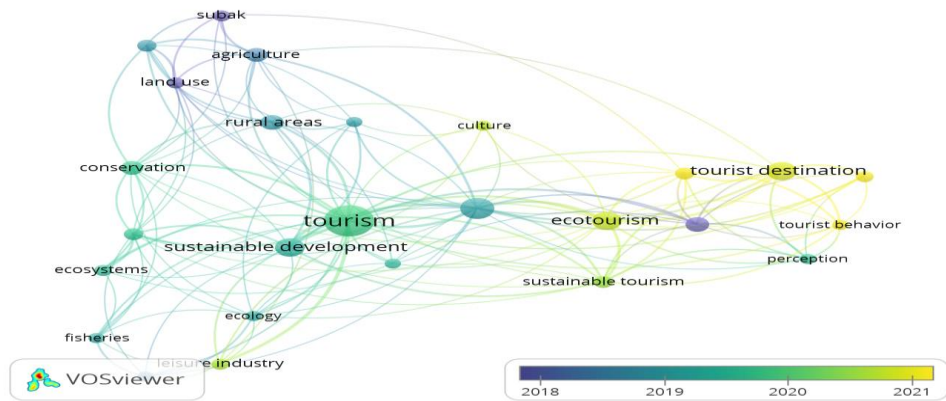 subak
agriculture
land use
rural areas
culture
conservation
tourist destination
tourism
ecotourism
tourist behavior
sustainable development
perception
ecosystems
sustainable tourism
ecology
fisheries
leisure industry
VOSviewer
2018
2019
2020
2021